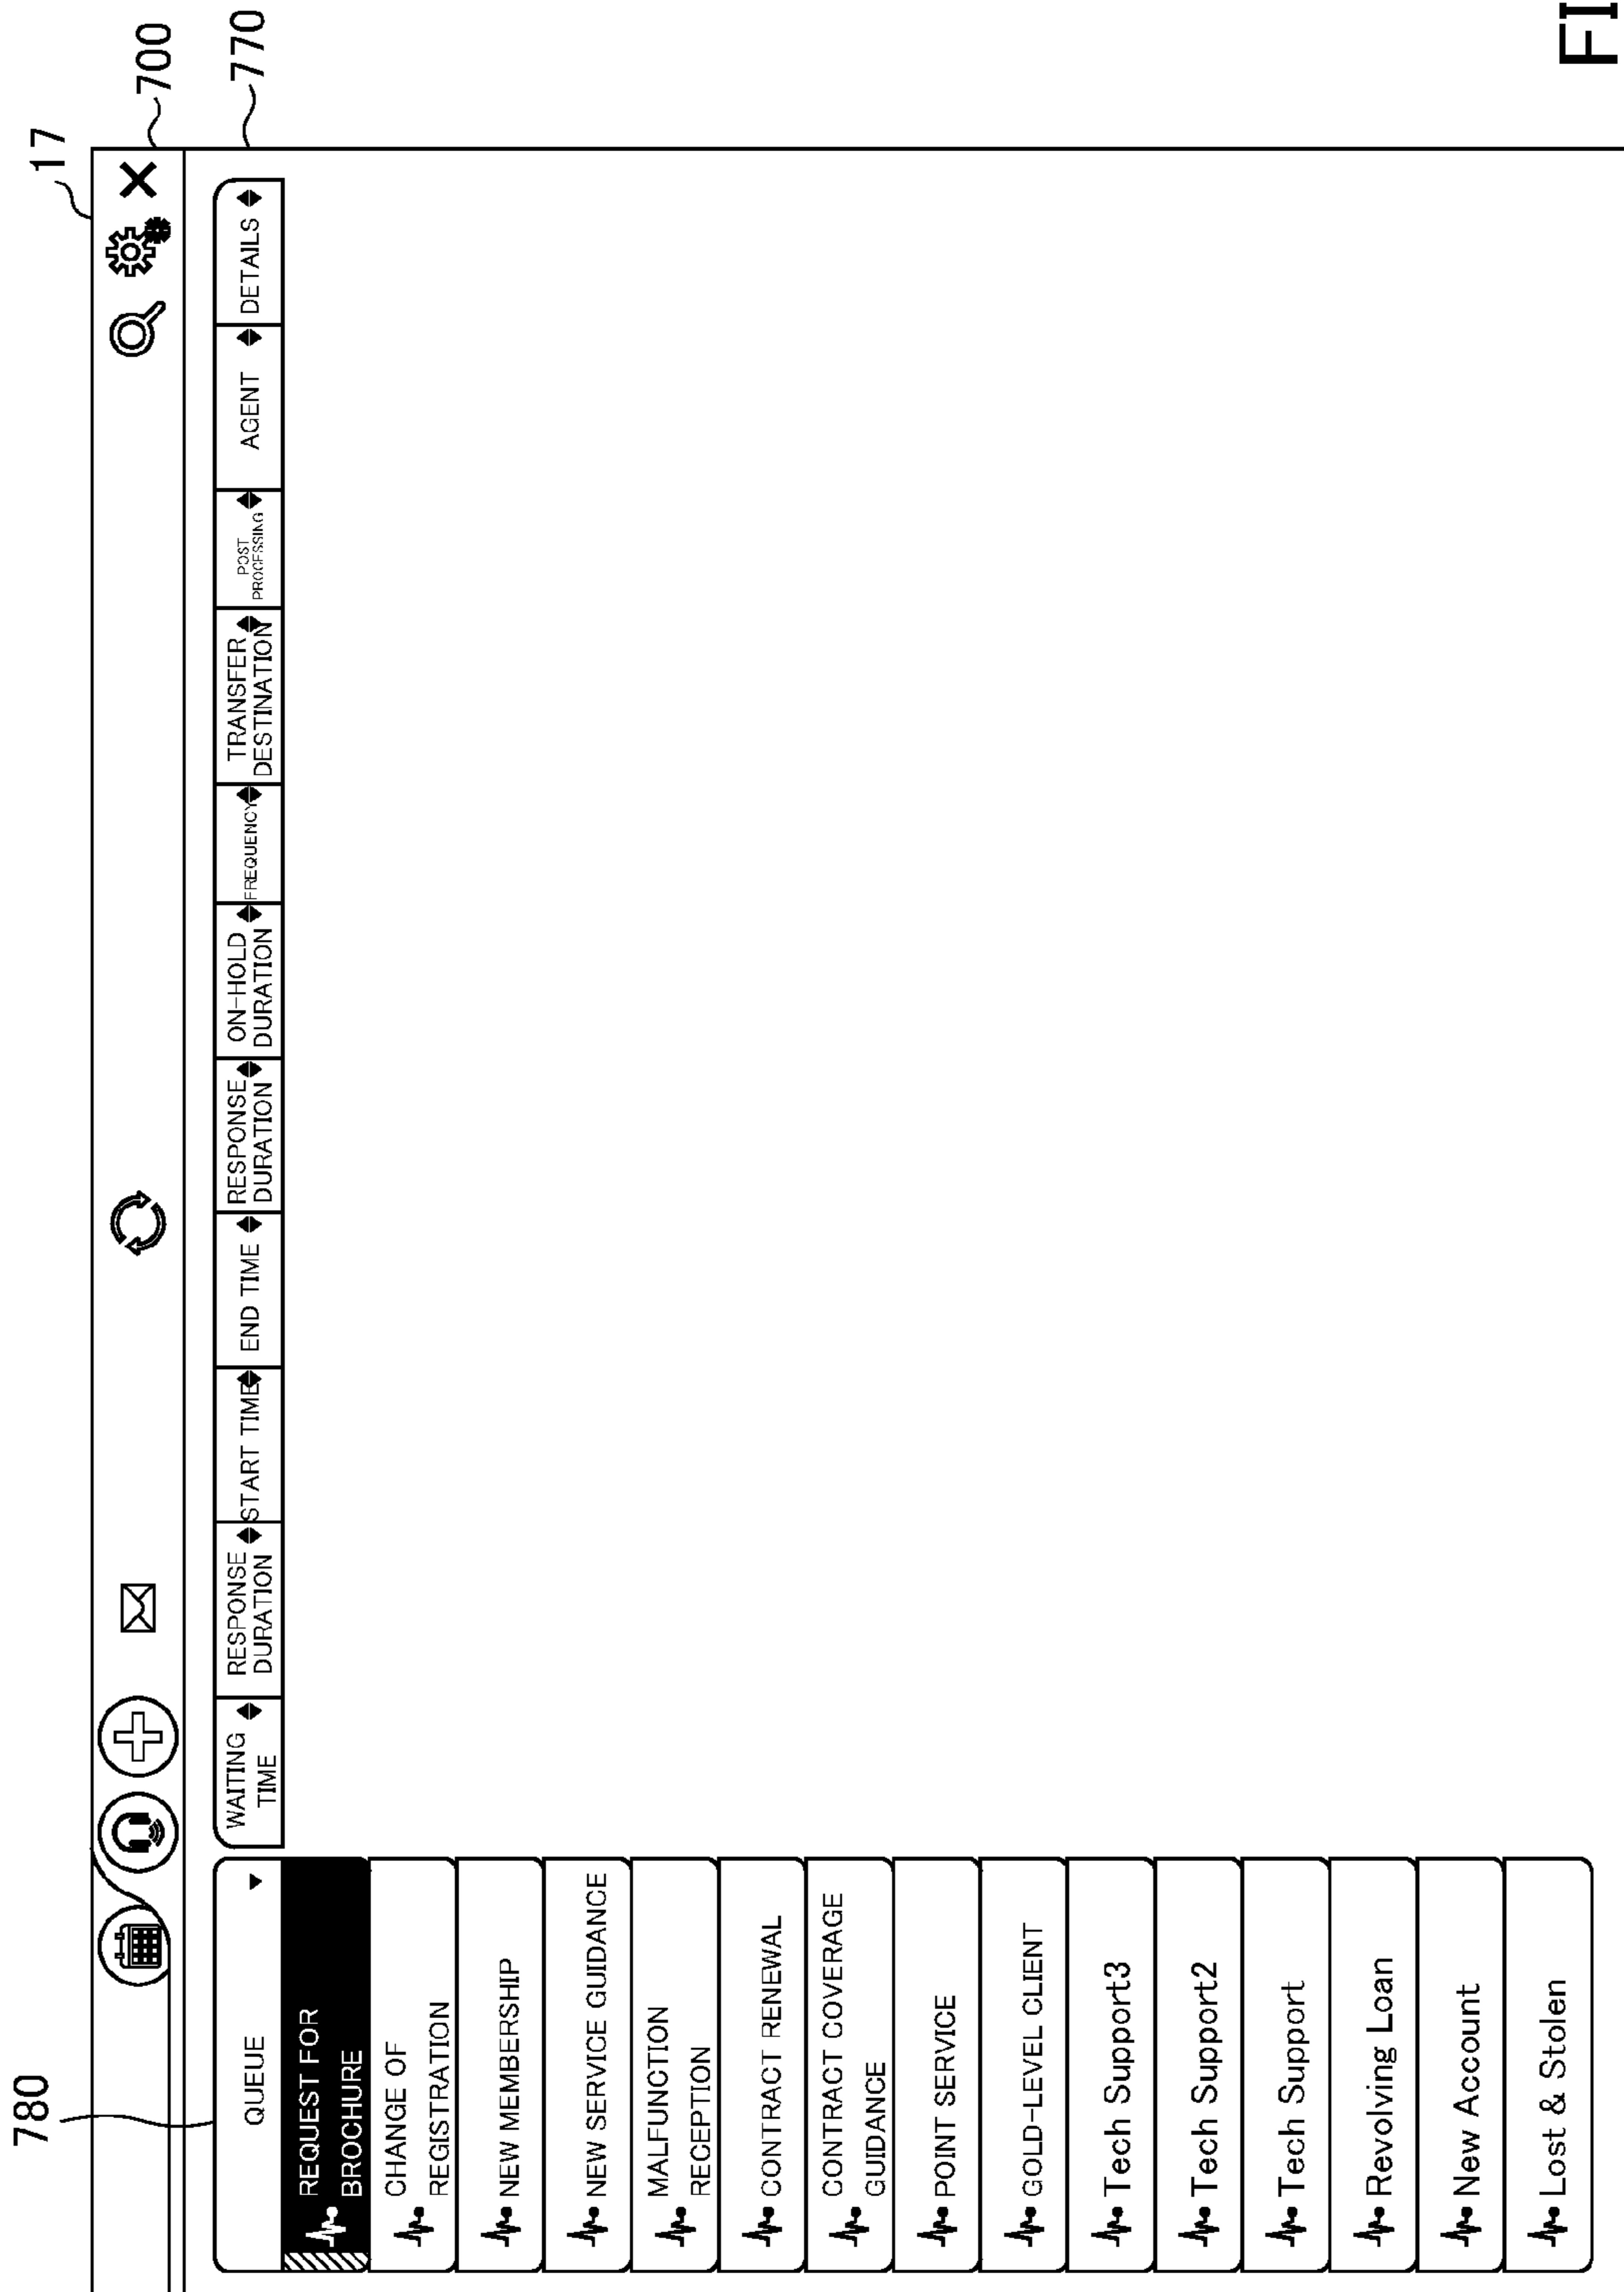 17
700
770
780
QUEUE
WAITING
TIME
RESPONSE
DURATION
START TIME
END TIME
RESPONSE
DURATION
ON-HOLD
DURATION
FREQUENCY
TRANSFER
DESTINATION
POST
PROCESSING
AGENT
DETAILS
REQUEST FOR
BROCHURE
CHANGE OF
REGISTRATION
NEW MEMBERSHIP
NEW SERVICE GUIDANCE
MALFUNCTION
RECEPTION
CONTRACT RENEWAL
CONTRACT COVERAGE
GUIDANCE
POINT SERVICE
GOLD-LEVEL CLIENT
Tech Support3
Tech Support2
Tech Support
Revolving Loan
New Account
Lost & Stolen
FI